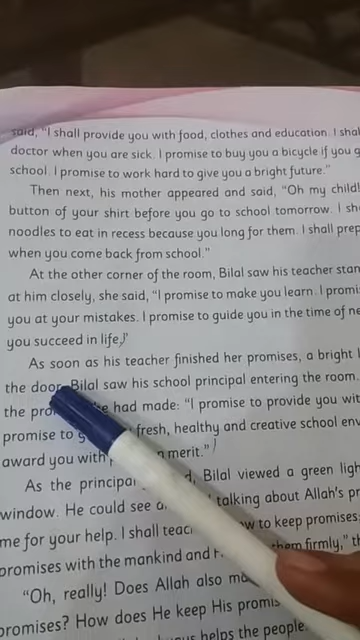 said, "I shall provide you with food, clothes and education. I shal
doctor when you are sick. I promise to buy you a bicycle if you g
school. I promise to work hard to give you a bright future."
Then next, his mother appeared and said, "Oh my child!
button of your shirt before you go to school tomorrow. I sh
noodles to eat in recess because you long for them. I shall prep
when you come back from school."
At the other corner of the room, Bilal saw his teacher stan
at him closely, she said, "I promise to make you learn. I promi
you at your mistakes. I promise to guide you in the time of ne
you succeed in life,"
As soon as his teacher finished her promises, a bright l
the door. Bilal saw his school principal entering the room.
the pro he had made: "I promise to provide you wit
promise to g fresh, healthy and creative school env
award you with n merit."
As the principal d, Bilal viewed a green ligh
window. He could see a talking about Allah's pr
me for your help. I shall teac w to keep promises
promises with the mankind and them firmly," th
"Oh, really! Does Allah also ma
promises? How does He keep His promis
helps the people